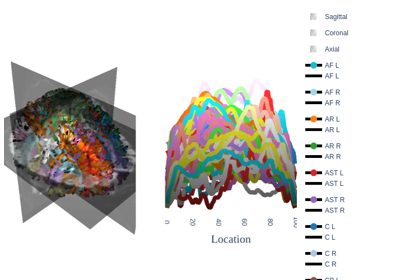 Sagittal
Coronal
Axial
AF L
AF L
AF R
AF R
AR L
AR L
AR R
AR R
AST L
AST L
AST R
AST R
C L
C L
C R
C R
0
20
40
60
80
Location